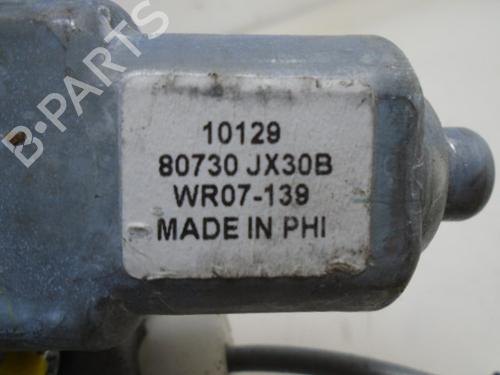 B-PARTS
10129
80730 JX30B
WR07-139
MADE IN PHI